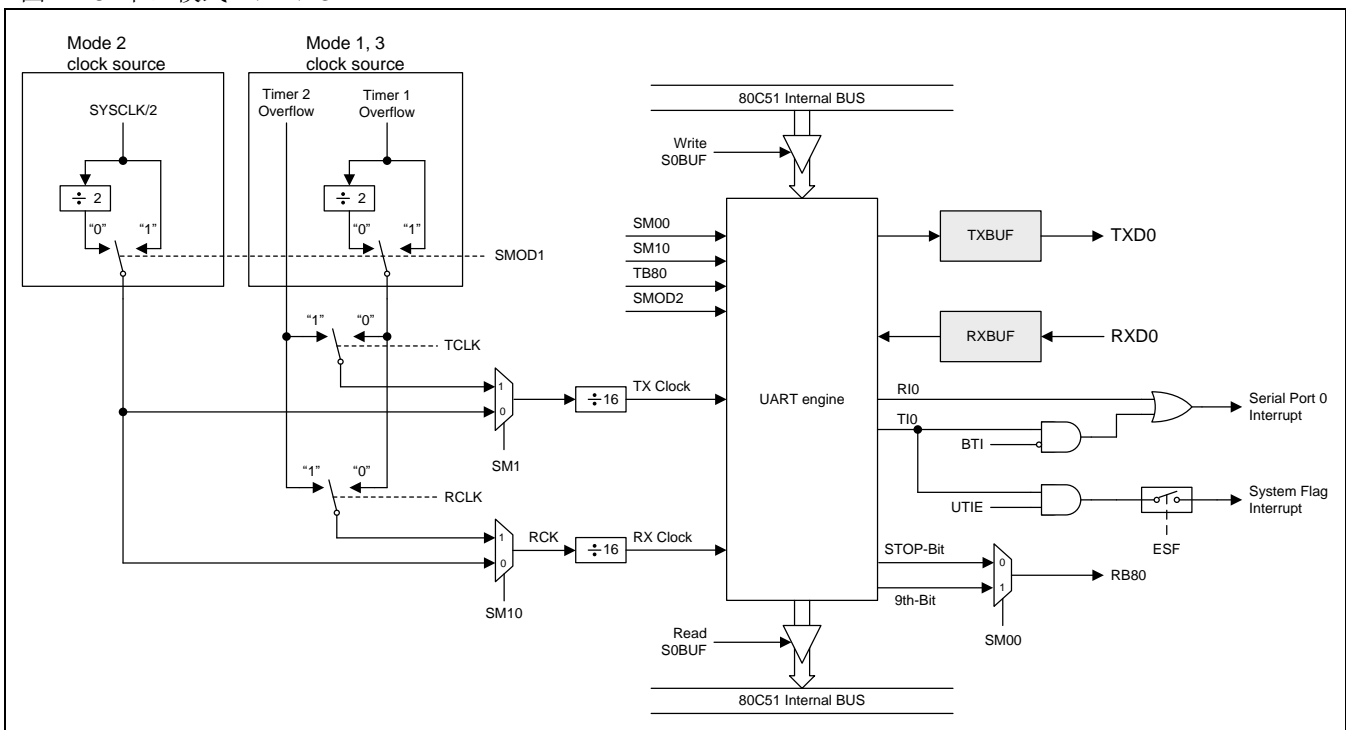 Mode 2
clock source
Mode 1, 3
clock source
SYSCLK/2
Timer 2
Overflow
Timer 1
Overflow
÷ 2
÷ 2
“0”
“1”
“0”
“1”
SMOD1
“1”
“0”
TCLK
1
0
SM1
÷16
TX Clock
“1”
“0”
RCLK
1
0
RCK
SM10
÷16
RX Clock
80C51 Internal BUS
Write
S0BUF
SM00
SM10
TB80
SMOD2
UART engine
TXBUF
TXD0
RXBUF
RXD0
RI0
TI0
BTI
Serial Port 0
Interrupt
UTIE
ESF
System Flag
Interrupt
STOP-Bit
9th-Bit
0
1
SM00
RB80
Read
S0BUF
80C51 Internal BUS